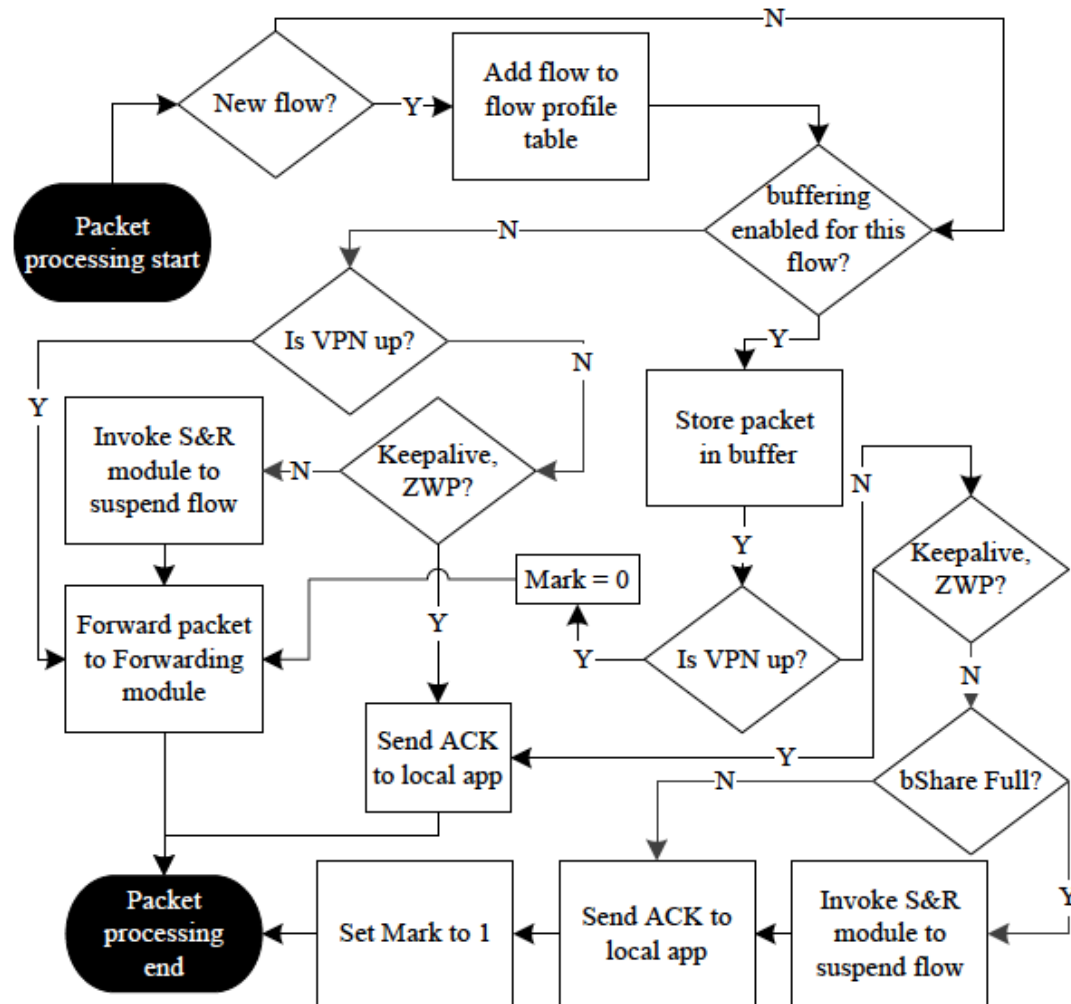 N
New flow?
Y
Add flow to
flow profile
table
Packet
processing start
buffering
enabled for this
flow?
N
Is VPN up?
Y
N
Y
Invoke S&R
module to
suspend flow
N
Keepalive,
ZWP?
Store packet
in buffer
N
Keepalive,
ZWP?
Y
Mark = 0
Forward packet
to Forwarding
module
Y
Y
Is VPN up?
N
Send ACK
to local app
Y
N
bShare Full?
Y
Packet
processing
end
Set Mark to 1
Send ACK to
local app
Invoke S&R
module to
suspend flow